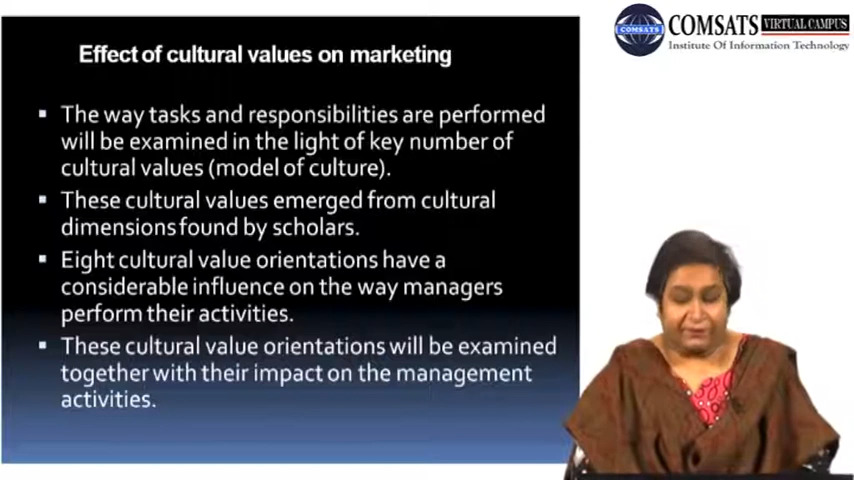 Effect of cultural values on marketing
COMSATS
COMSATS VIRTUAL CAMPUS
Institute Of Information Technology
▪ The way tasks and responsibilities are performed
will be examined in the light of key number of
cultural values (model of culture).
▪ These cultural values emerged from cultural
dimensions found by scholars.
▪ Eight cultural value orientations have a
considerable influence on the way managers
perform their activities.
▪ These cultural value orientations will be examined
together with their impact on the management
activities.